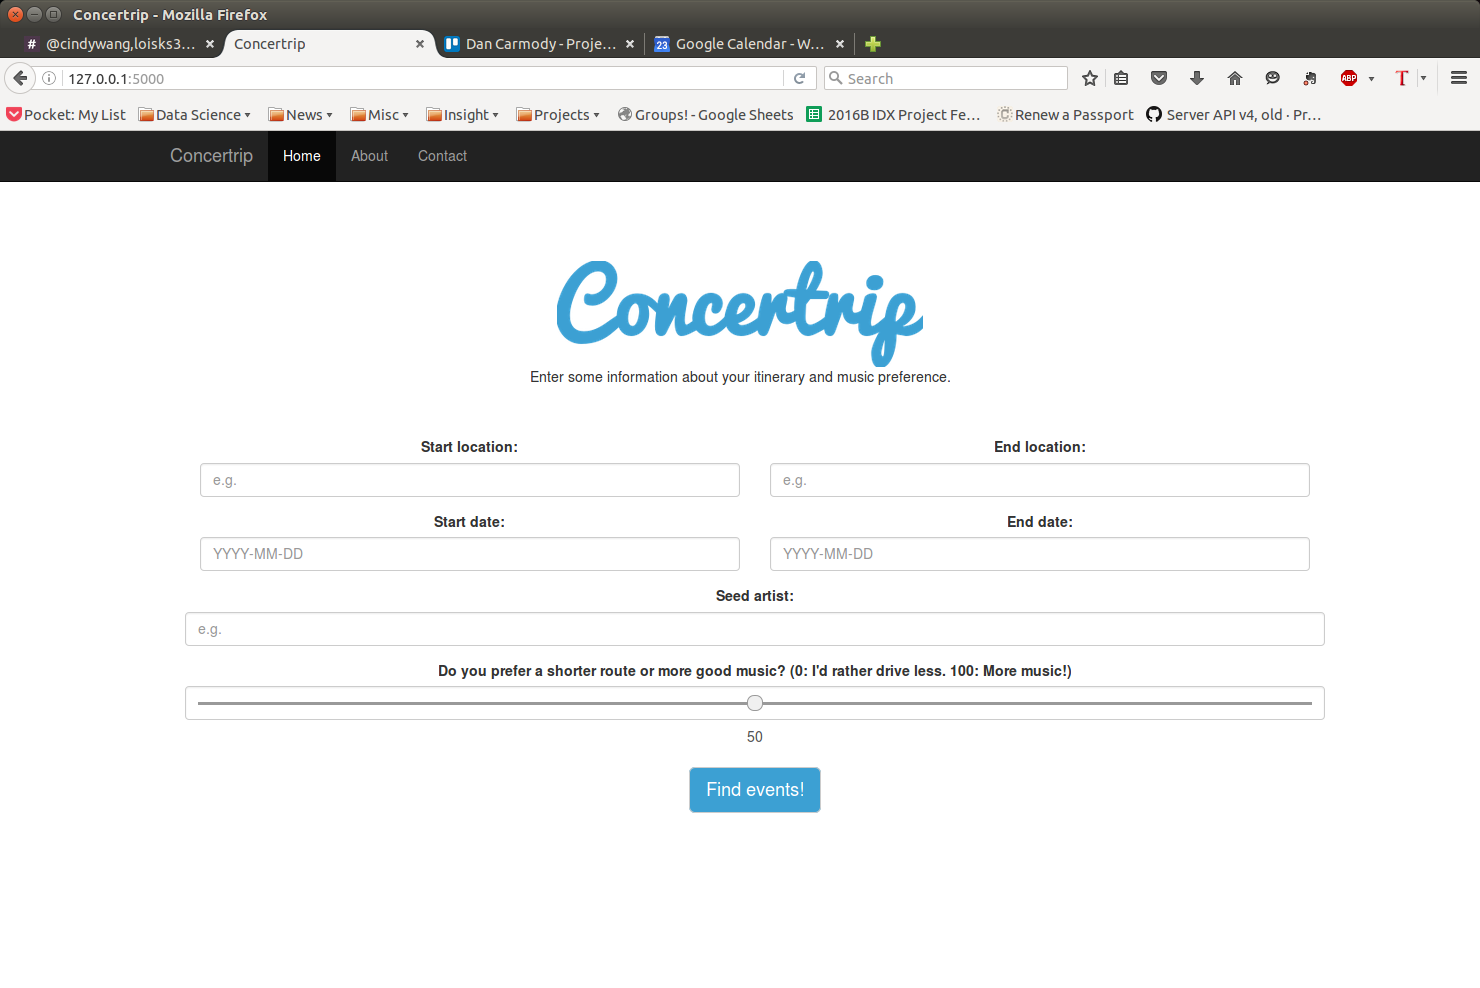 Concertrip - Mozilla Firefox
# @cindywang,loisks3... Concertrip Dan Carmody - Proje... 23 Google Calendar - W...
127.0.0.1:5000 Search ABP T
Pocket: My List Data Science News Misc Insight Projects Groups! - Google Sheets 2016B IDX Project Fe... Renew a Passport Server API v4, old · Pr...
Concertrip Home About Contact
Concertrip
Enter some information about your itinerary and music preference.
Start location: End location:
e.g. e.g.
Start date: End date:
YYYY-MM-DD YYYY-MM-DD
Seed artist:
e.g.
Do you prefer a shorter route or more good music? (0: I'd rather drive less. 100: More music!)
50
Find events!